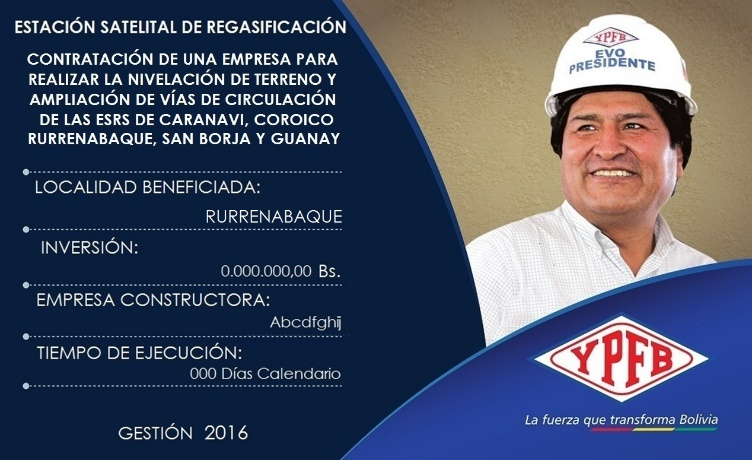 ESTACIÓN SATELITAL DE REGASIFICACIÓN
CONTRATACIÓN DE UNA EMPRESA PARA
REALIZAR LA NIVELACIÓN DE TERRENO Y
AMPLIACIÓN DE VÍAS DE CIRCULACIÓN
DE LAS ESRS DE CARANAVI, COROICO
RURRENABAQUE, SAN BORJA Y GUANAY
LOCALIDAD BENEFICIADA:
RURRENABAQUE
INVERSIÓN:
0.000.000,00 Bs.
EMPRESA CONSTRUCTORA:
Abcdfghij
TIEMPO DE EJECUCIÓN:
000 Días Calendario
GESTIÓN 2016
YPFB
EVO
PRESIDENTE
YPFB
La fuerza que transforma Bolivia